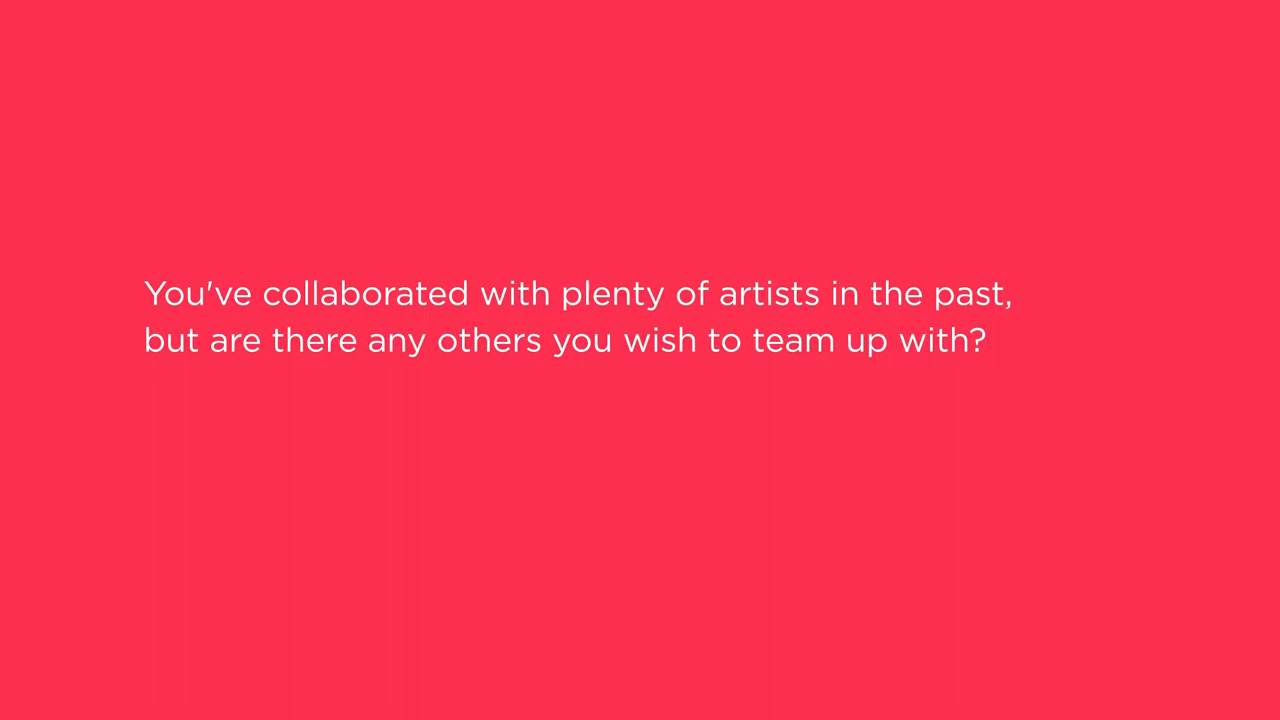 You've collaborated with plenty of artists in the past,
but are there any others you wish to team up with?